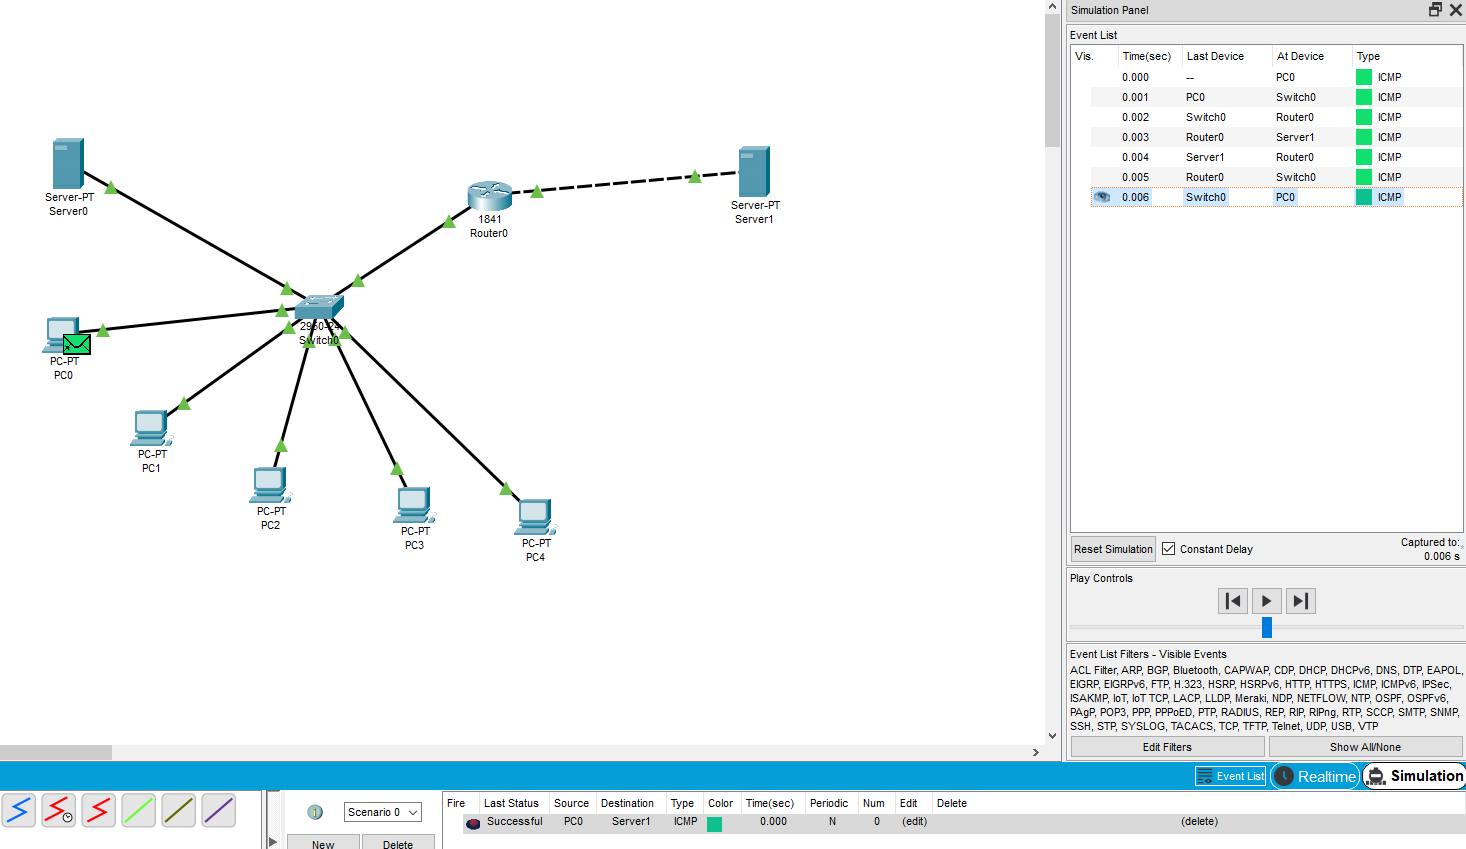 Simulation Panel
Event List
Vis. Time(sec) Last Device At Device Type
0.000 -- PC0 ICMP
0.001 PC0 Switch0 ICMP
0.002 Switch0 Router0 ICMP
0.003 Router0 Server1 ICMP
0.004 Server1 Router0 ICMP
0.005 Router0 Switch0 ICMP
0.006 Switch0 PC0 ICMP
Server-PT
Server0
1841
Router0
Server-PT
Server1
2950-24
Switch0
PC-PT
PC0
PC-PT
PC1
PC-PT
PC2
PC-PT
PC3
PC-PT
PC4
Reset Simulation Constant Delay Captured to:
0.006 s
Play Controls
Event List Filters - Visible Events
ACL Filter, ARP, BGP, Bluetooth, CAPWAP, CDP, DHCP, DHCPv6, DNS, DTP, EAPOL,
EIGRP, EIGRPv6, FTP, H.323, HSRP, HSRPv6, HTTP, HTTPS, ICMP, ICMPv6, IPSec,
ISAKMP, IoT, IoT TCP, LACP, LLDP, Meraki, NDP, NETFLOW, NTP, OSPF, OSPFv6,
PAgP, POP3, PPP, PPPoED, PTP, RADIUS, REP, RIP, RIPng, RTP, SCCP, SMTP, SNMP,
SSH, STP, SYSLOG, TACACS, TCP, TFTP, Telnet, UDP, USB, VTP
Edit Filters Show All/None
Event List Realtime Simulation
1 Scenario 0
New Delete
Fire Last Status Source Destination Type Color Time(sec) Periodic Num Edit Delete
Successful PC0 Server1 ICMP 0.000 N 0 (edit) (delete)